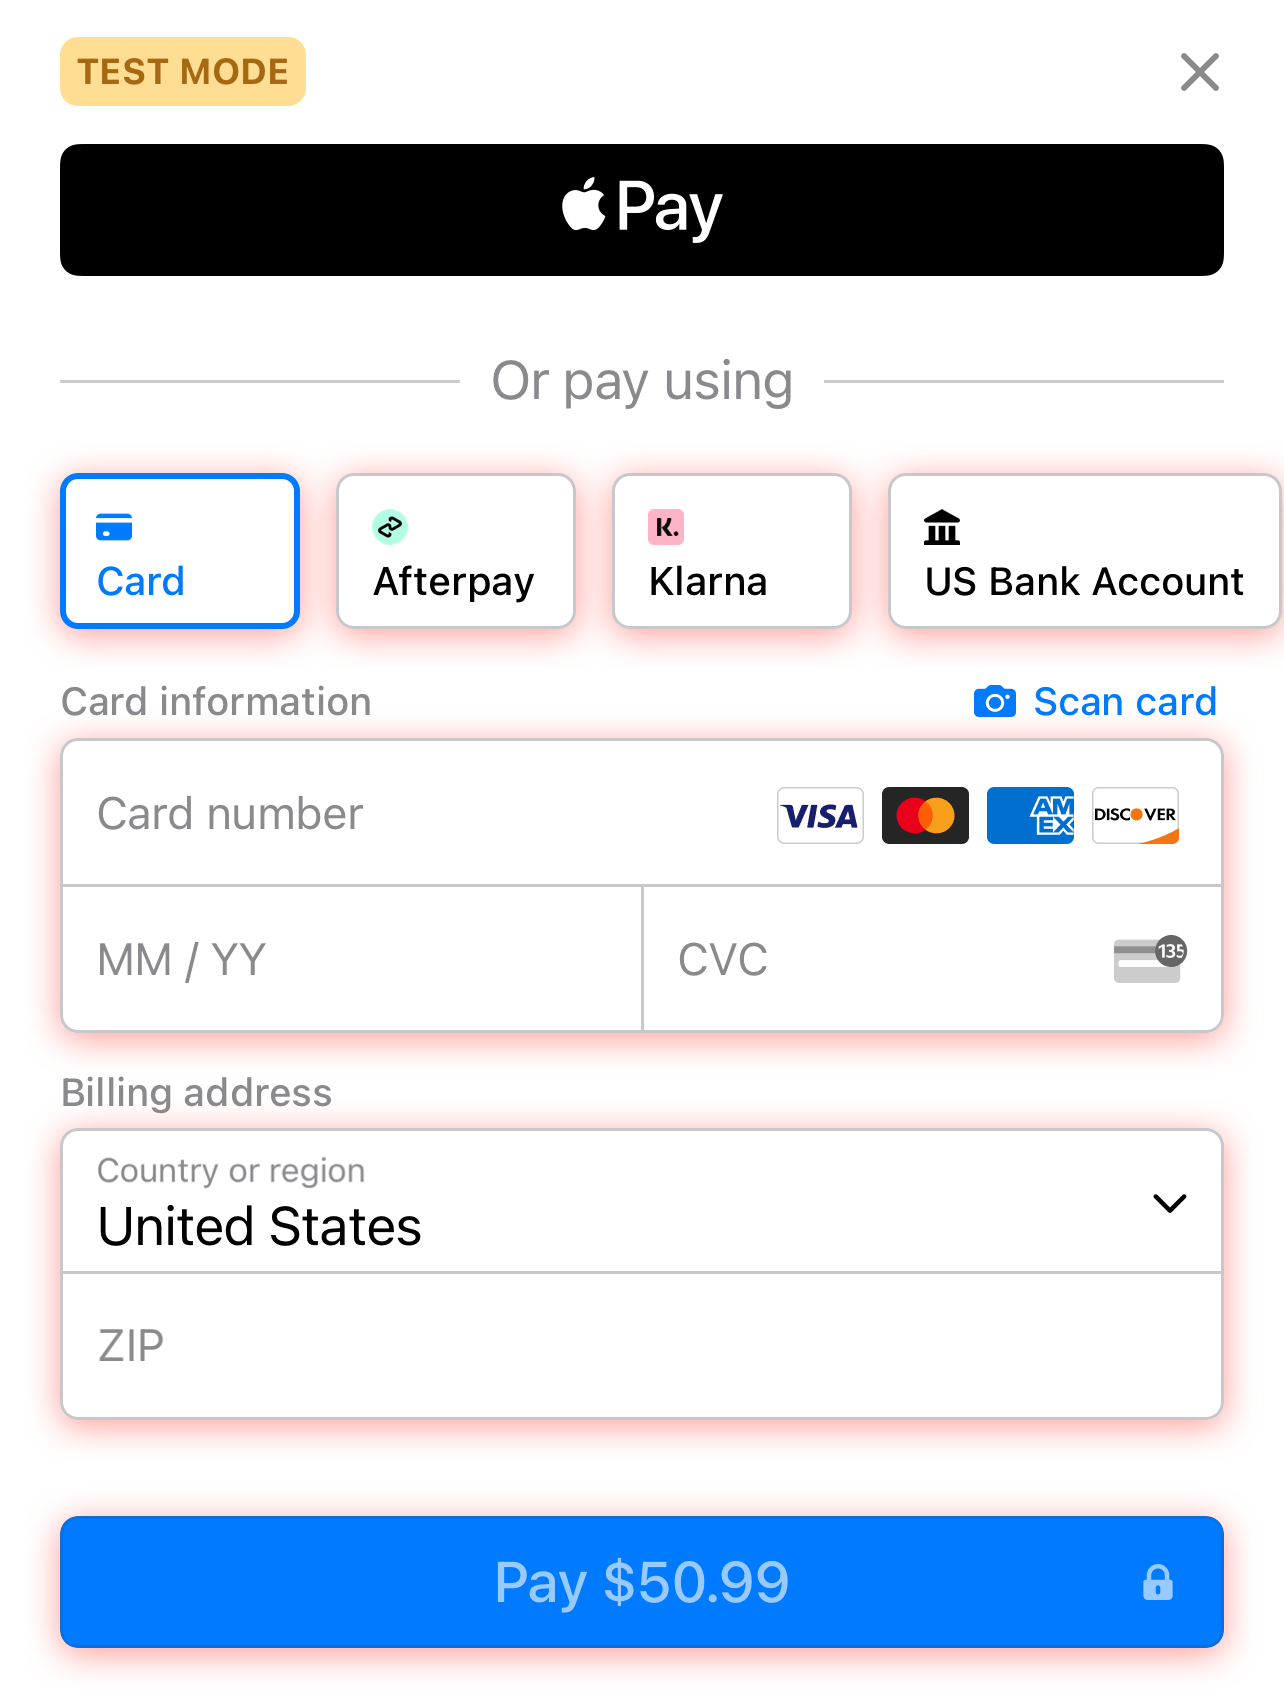 TEST MODE
Pay
Or pay using
Card
Afterpay
K.
Klarna
US Bank Account
Card information
Scan card
Card number
VISA
AM
EX
DISCOVER
MM / YY
CVC
135
Billing address
Country or region
United States
ZIP
Pay $50.99